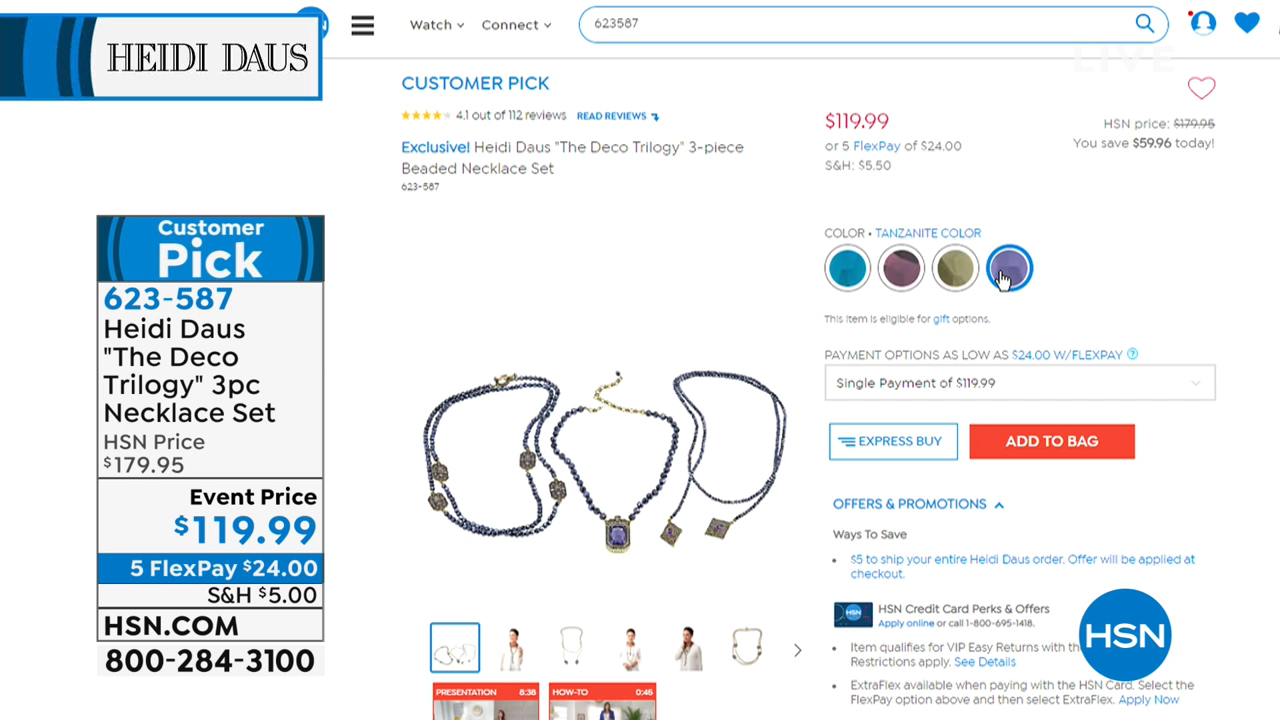 HEIDI DAUS
Watch
Connect
623587
LIVE
CUSTOMER PICK
4.1 out of 112 reviews READ REVIEWS
Exclusive! Heidi Daus "The Deco Trilogy" 3-piece
Beaded Necklace Set
623-587
$119.99
or 5 FlexPay of $24.00
S&H: $5.50
HSN price: $179.95
You save $59.96 today!
COLOR • TANZANITE COLOR
This item is eligible for gift options.
PAYMENT OPTIONS AS LOW AS $24.00 W/FLEXPAY ?
Single Payment of $119.99
EXPRESS BUY
ADD TO BAG
OFFERS & PROMOTIONS
Ways To Save
• $5 to ship your entire Heidi Daus order. Offer will be applied at
checkout.
HSN
HSN Credit Card Perks & Offers
Apply online or call 1-800-695-1418.
• Item qualifies for VIP Easy Returns with
Restrictions apply. See Details
• ExtraFlex available when paying with the HSN Card. Select the
FlexPay option above and then select ExtraFlex. Apply Now
HSN
PRESENTATION 8:38
HOW-TO 0:45
Customer
Pick
623-587
Heidi Daus
"The Deco
Trilogy" 3pc
Necklace Set
HSN Price
$179.95
Event Price
$119.99
5 FlexPay $24.00
S&H $5.00
HSN.COM
800-284-3100